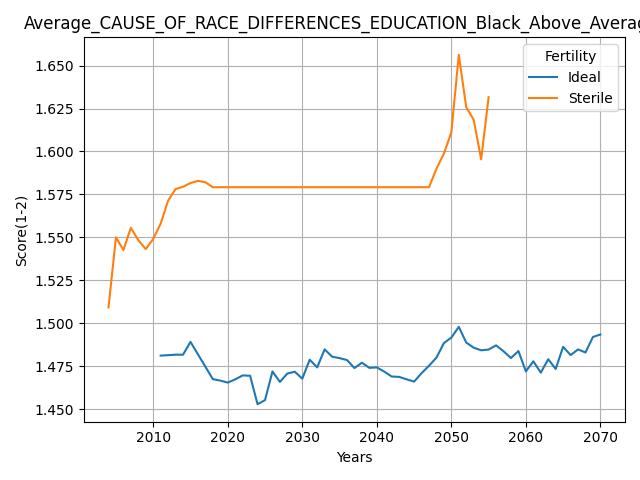 Average_CAUSE_OF_RACE_DIFFERENCES_EDUCATION_Black_Above_Averag
Fertility
Ideal
Sterile
Score(1-2)
1.650
1.625
1.600
1.575
1.550
1.525
1.500
1.475
1.450
2010 2020 2030 2040 2050 2060 2070
Years